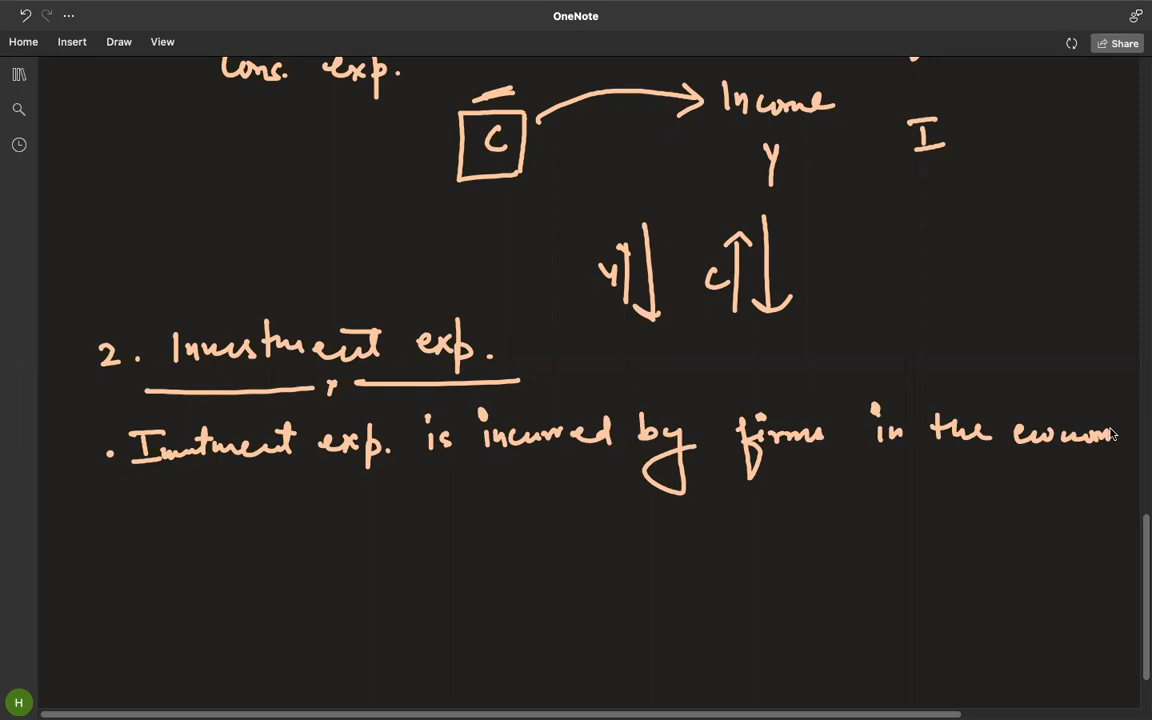 OneNote
Home Insert Draw View
Share
Cons. exp.
C Income
Y
I
Y C
2. Investment exp.
• Investment exp. is incurred by firms in the econom
H